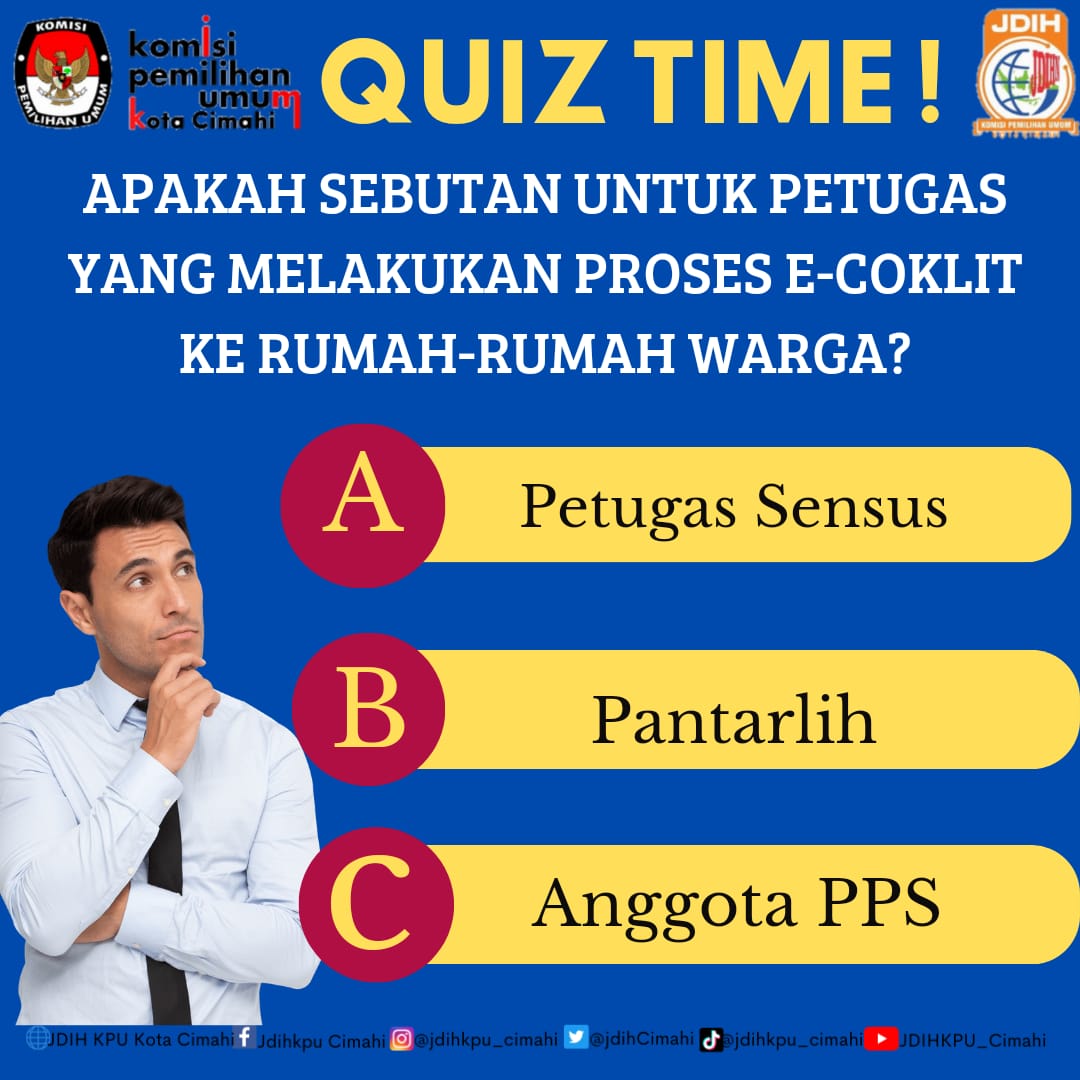 KOMISI
PEMILIHAN UMUM
komisi
pemilihan
umum
kota Cimahi
QUIZ TIME !
JDIH
JDIHN
KOMISI PEMILIHAN UMUM
APAKAH SEBUTAN UNTUK PETUGAS
YANG MELAKUKAN PROSES E-COKLIT
KE RUMAH-RUMAH WARGA?
A
Petugas Sensus
B
Pantarlih
C
Anggota PPS
JDIH KPU Kota Cimahi Jdihkpu Cimahi @jdihkpu_cimahi @jdihCimahi @jdihkpu_cimahi JDIHKPU_Cimahi